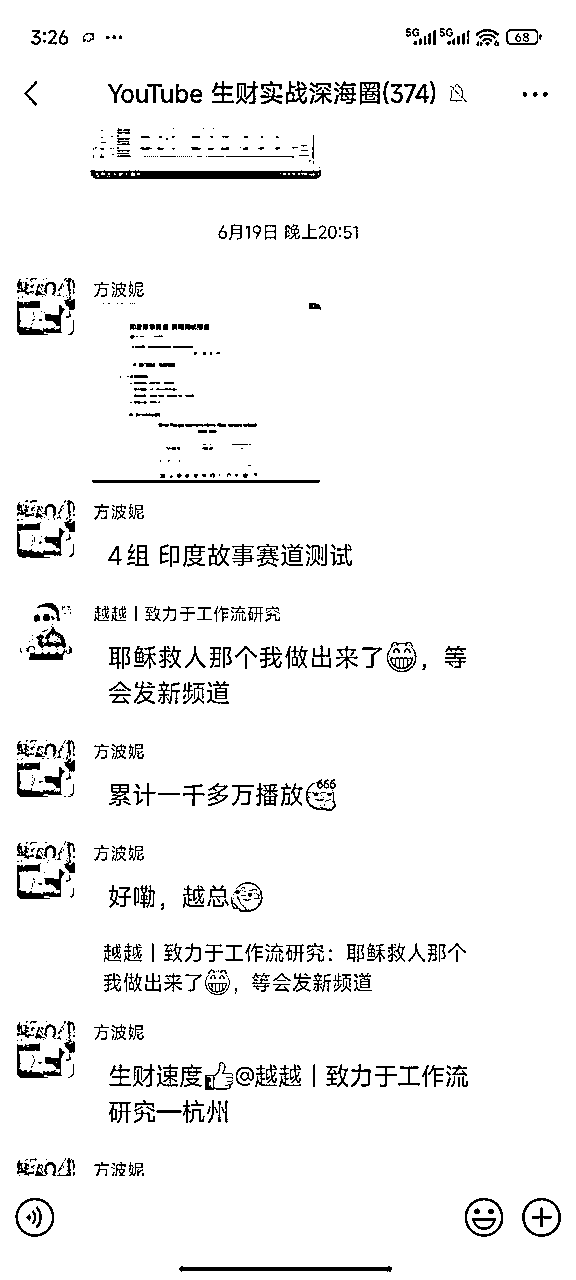 3:26
5G 5G 68
YouTube 生财实战深海圈(374)
6月19日 晚上20:51
方波妮
方波妮
4组 印度故事赛道测试
越越丨致力于工作流研究
耶稣救人那个我做出来了😁，等
会发新频道
方波妮
累计一千多万播放
方波妮
好嘞，越总
越越丨致力于工作流研究：耶稣救人那个
我做出来了😁，等会发新频道
方波妮
生财速度👍@越越丨致力于工作流
研究—杭州
方波妮